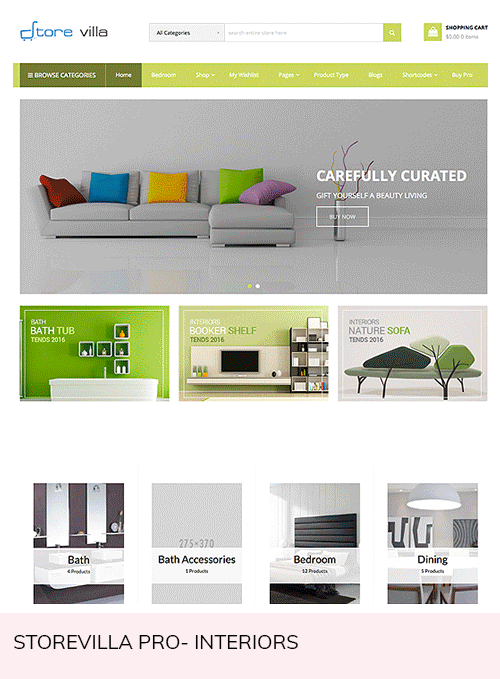 Store villa
All Categories
search entire store here
SHOPPING CART
$0.00 0 items
BROWSE CATEGORIES
Home
Bedroom
Shop
My Wishlist
Pages
Product Type
Blogs
Shortcodes
Buy Pro
CAREFULLY CURATED
GIFT YOURSELF A BEAUTY LIVING
BUY NOW
BATH
BATH TUB
TENDS 2016
INTERIORS
BOOKER SHELF
TENDS 2016
INTERIORS
NATURE SOFA
TENDS 2016
Bath
4 Products
275×370
Bath Accessories
1 Products
Bedroom
12 Products
Dining
5 Products
STOREVILLA PRO- INTERIORS